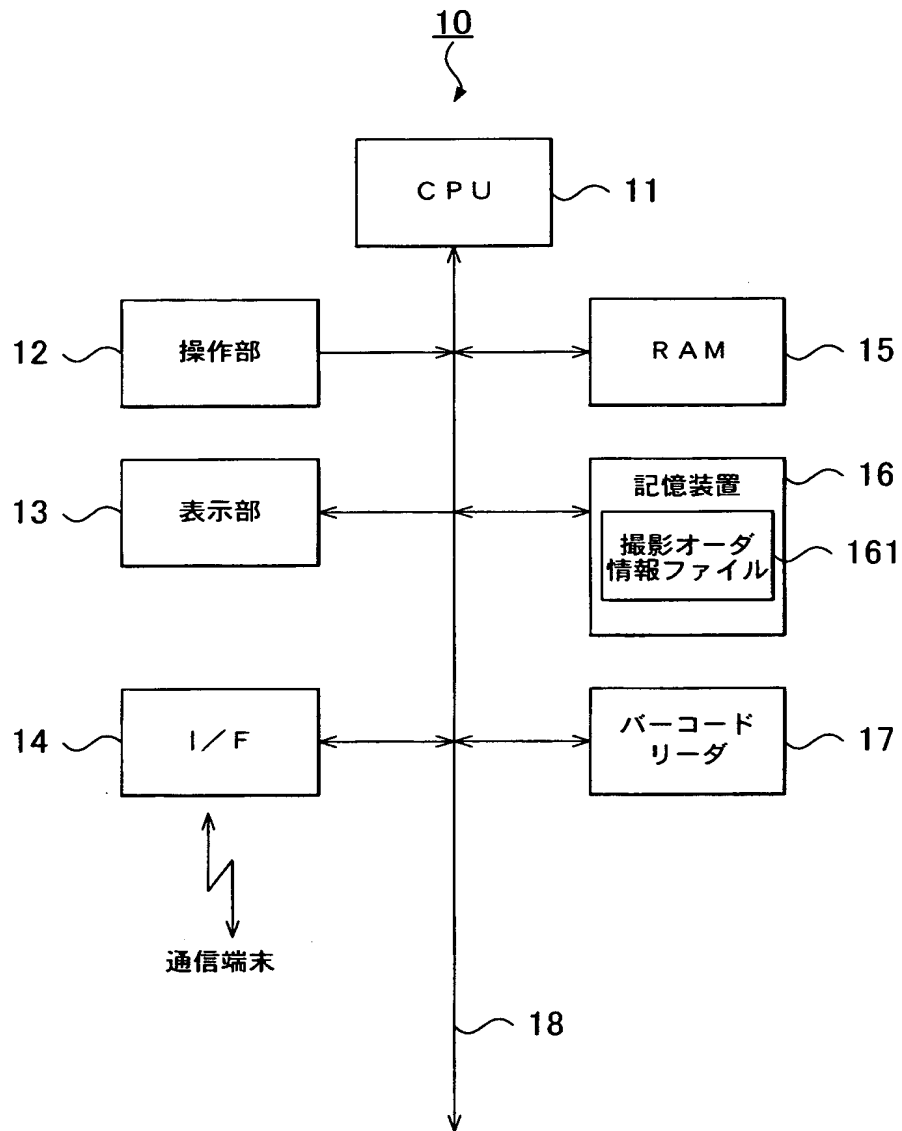 10
CPU
11
12
操作部
RAM
15
13
表示部
記憶装置
16
撮影オーダ
情報ファイル
161
14
I/F
バーコード
リーダ
17
通信端末
18